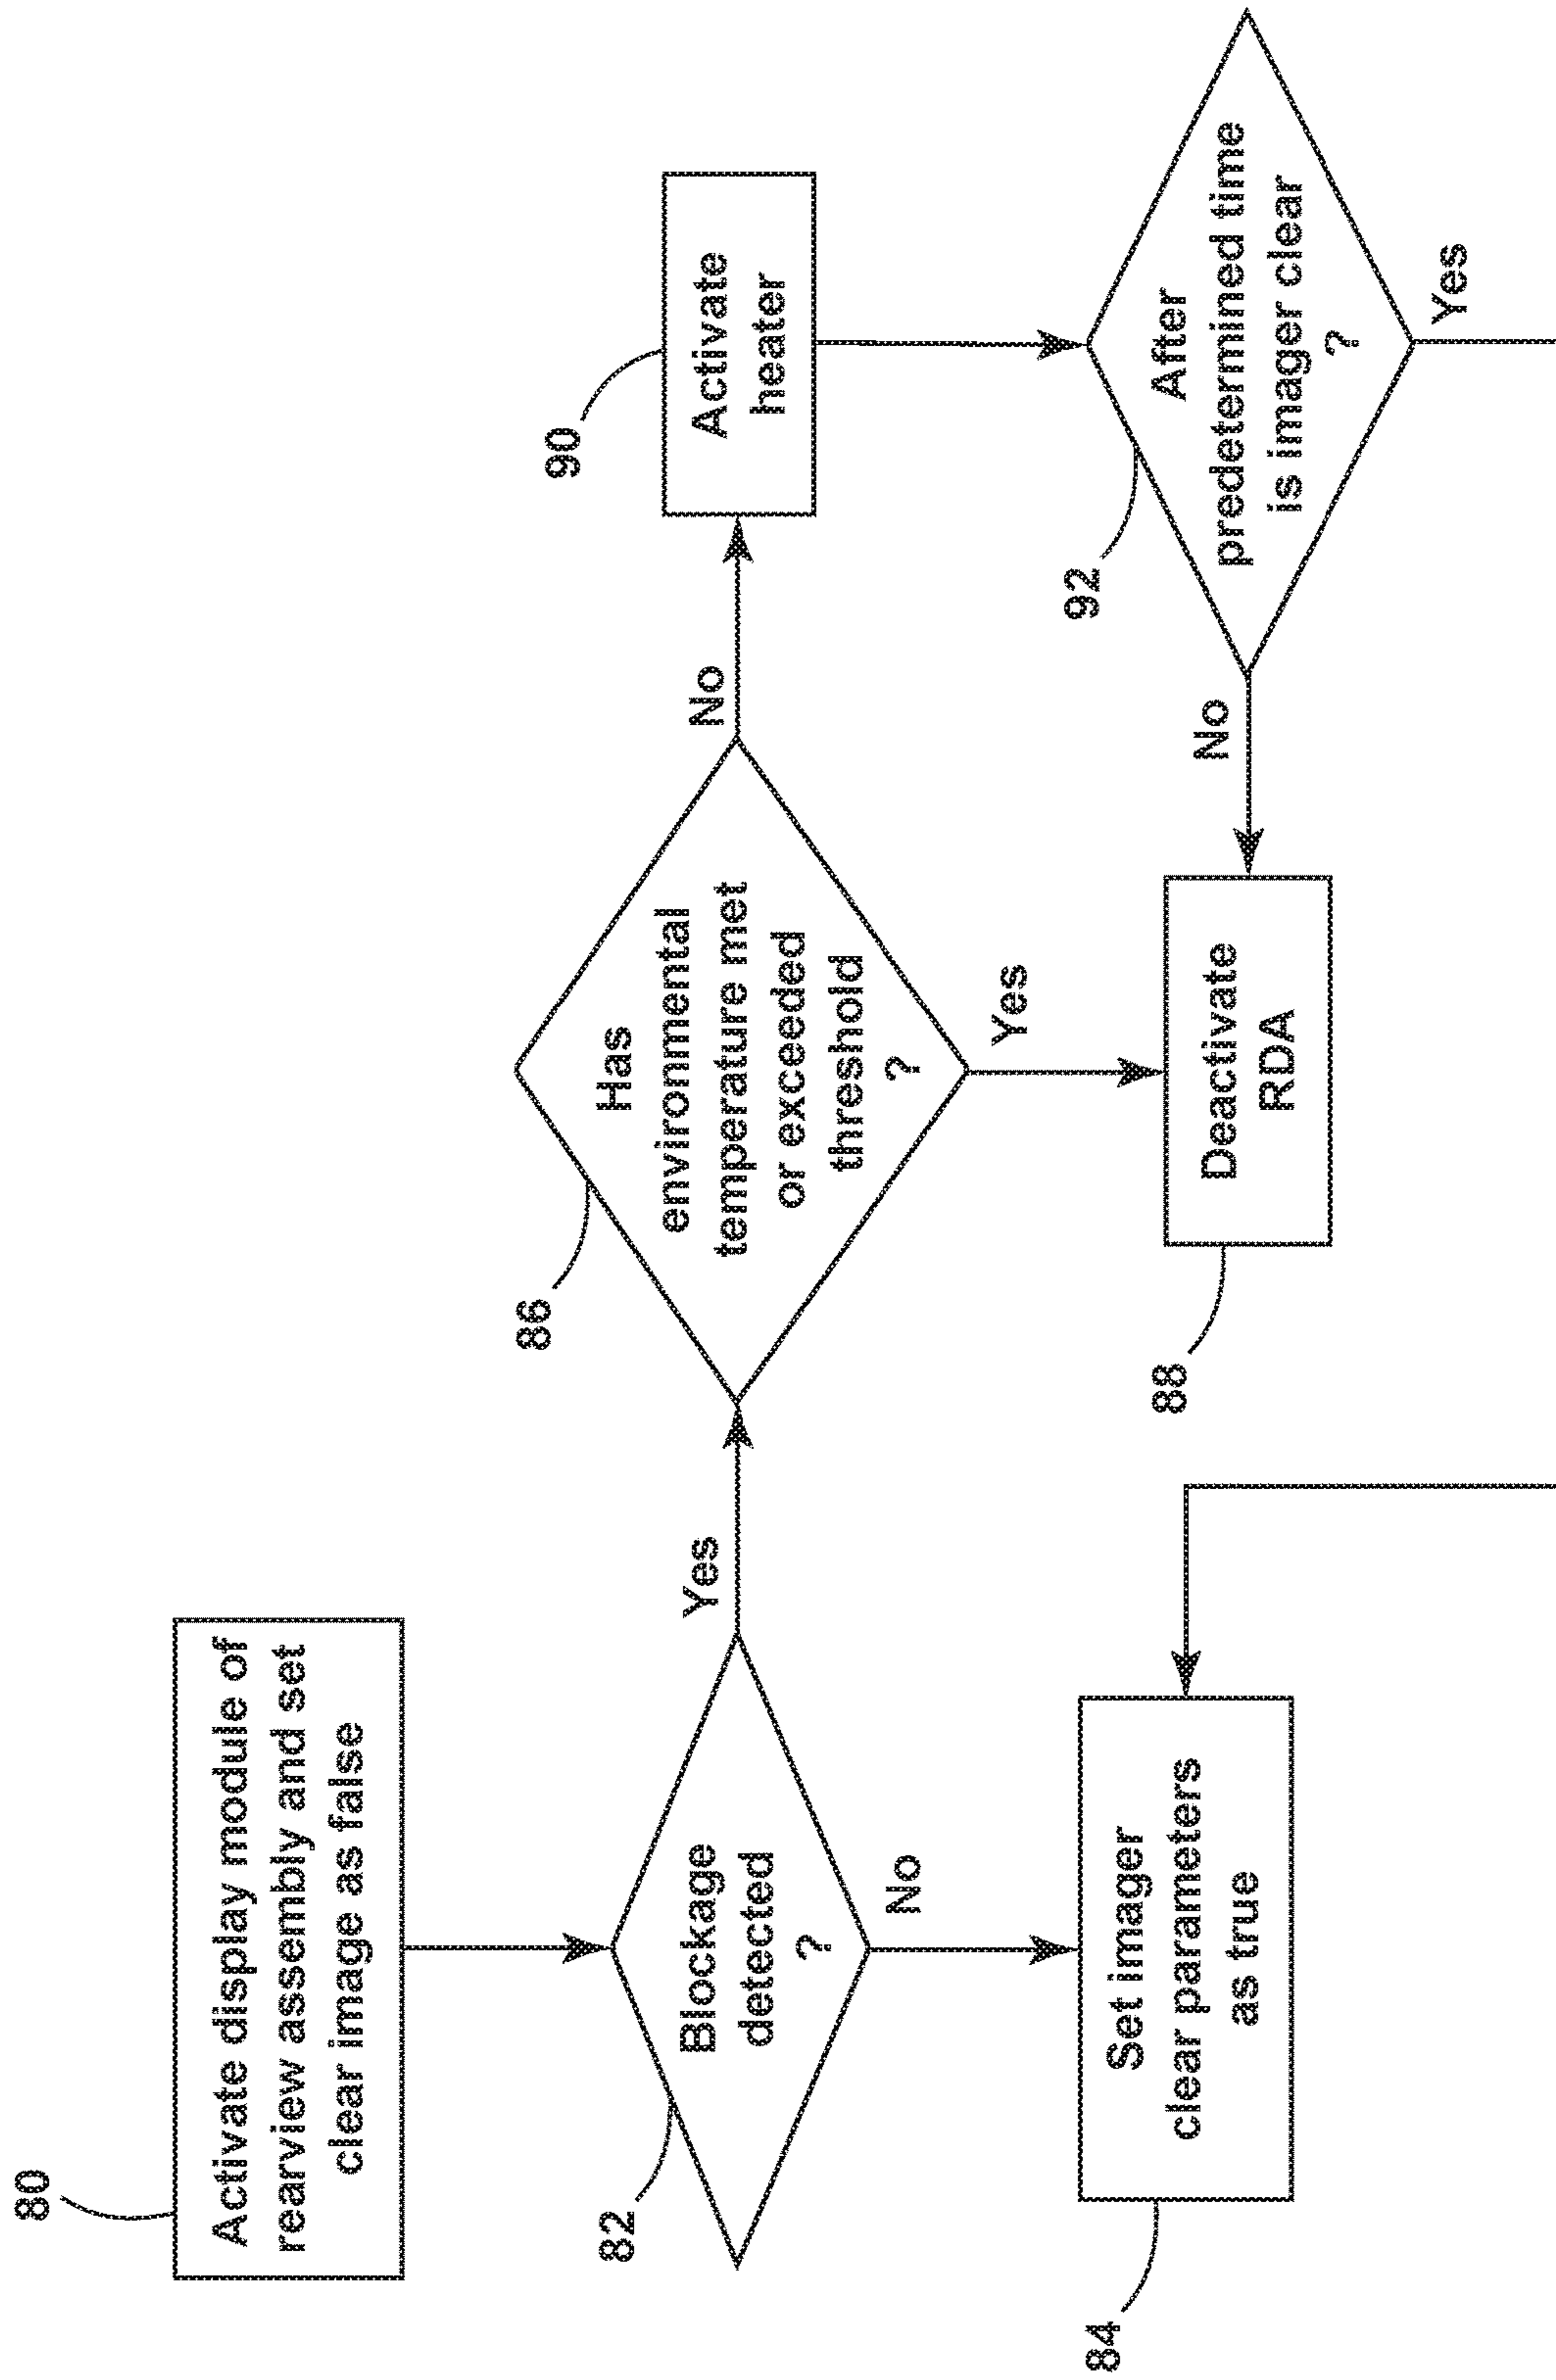 80
Activate display module of
rearview assembly and set
clear image as false
82
Blockage
detected
?
Yes
No
84
Set imager
clear parameters
as true
86
Has
environmental
temperature met
or exceeded
threshold
?
No
Yes
88
Deactivate
RDA
90
Activate
heater
92
After
predetermined time
is imager clear
?
No
Yes